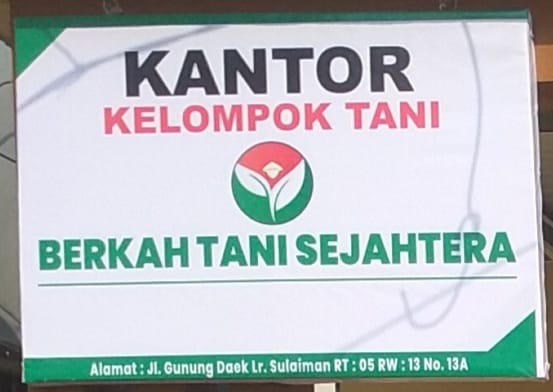 KANTOR
KELOMPOK TANI
BERKAH TANI SEJAHTERA
Alamat : Jl. Gunung Daek Lr. Sulaiman RT : 05 RW : 13 No. 13A